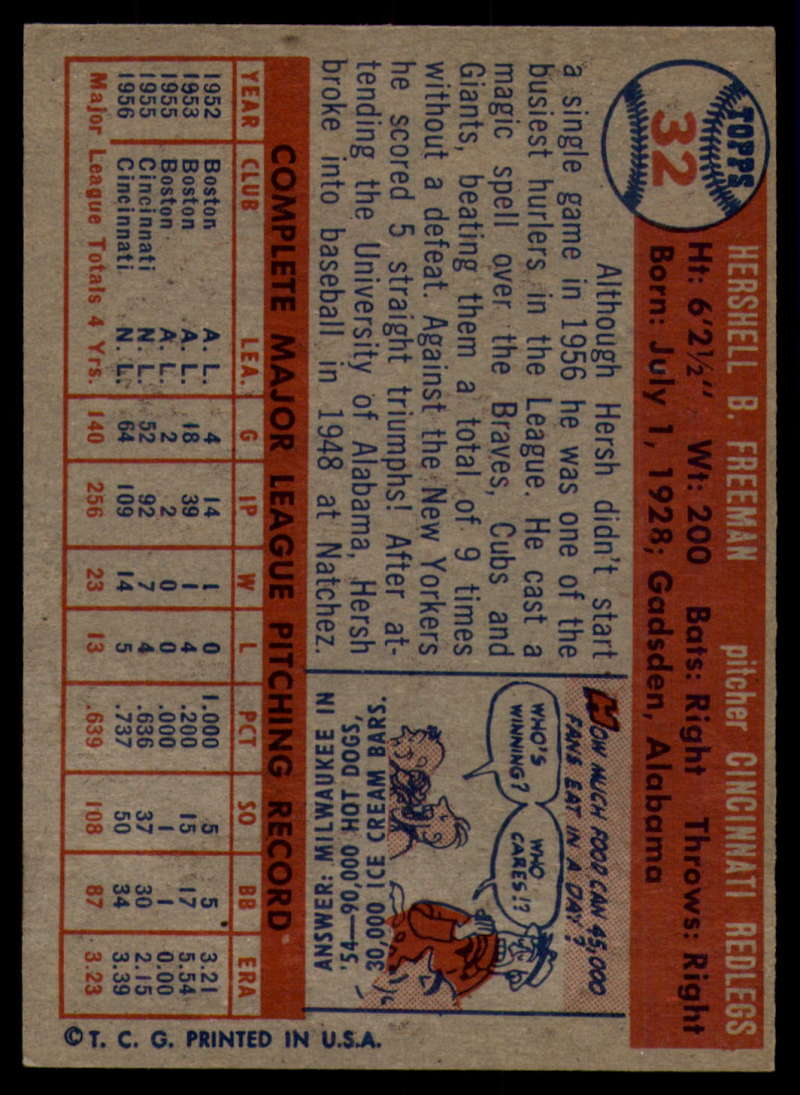 TOPPS
32
HERSHELL B. FREEMAN pitcher CINCINNATI REDLEGS
Ht: 6'2½" Wt: 200 Bats: Right Throws: Right
Born: July 1, 1928; Gadsden, Alabama
Although Hersh didn't start
a single game in 1956 he was one of the
busiest hurlers in the League. He cast a
magic spell over the Braves, Cubs and
Giants, beating them a total of 9 times
without a defeat. Against the New Yorkers
he scored 5 straight triumphs! After at-
tending the University of Alabama, Hersh
broke into baseball in 1948 at Natchez.
HOW MUCH FOOD CAN 45,000
FANS EAT IN A DAY?
WHO'S
WINNING?
WHO
CARES!?
ANSWER: MILWAUKEE IN
'54—90,000 HOT DOGS,
30,000 ICE CREAM BARS.
COMPLETE MAJOR LEAGUE PITCHING RECORD
YEAR CLUB LEA. G IP W L PCT SO BB ERA
1952 Boston A. L. 4 14 1 0 1.000 5 5 3.21
1953 Boston A. L. 18 39 1 4 .200 15 17 5.54
1955 Boston A. L. 2 2 0 0 .000 1 1 0.00
1955 Cincinnati N. L. 52 92 7 4 .636 37 30 2.15
1956 Cincinnati N. L. 64 109 14 5 .737 50 34 3.39
Major League Totals 4 Yrs. 140 256 23 13 .639 108 87 3.23
© T. C. G. PRINTED IN U.S.A.